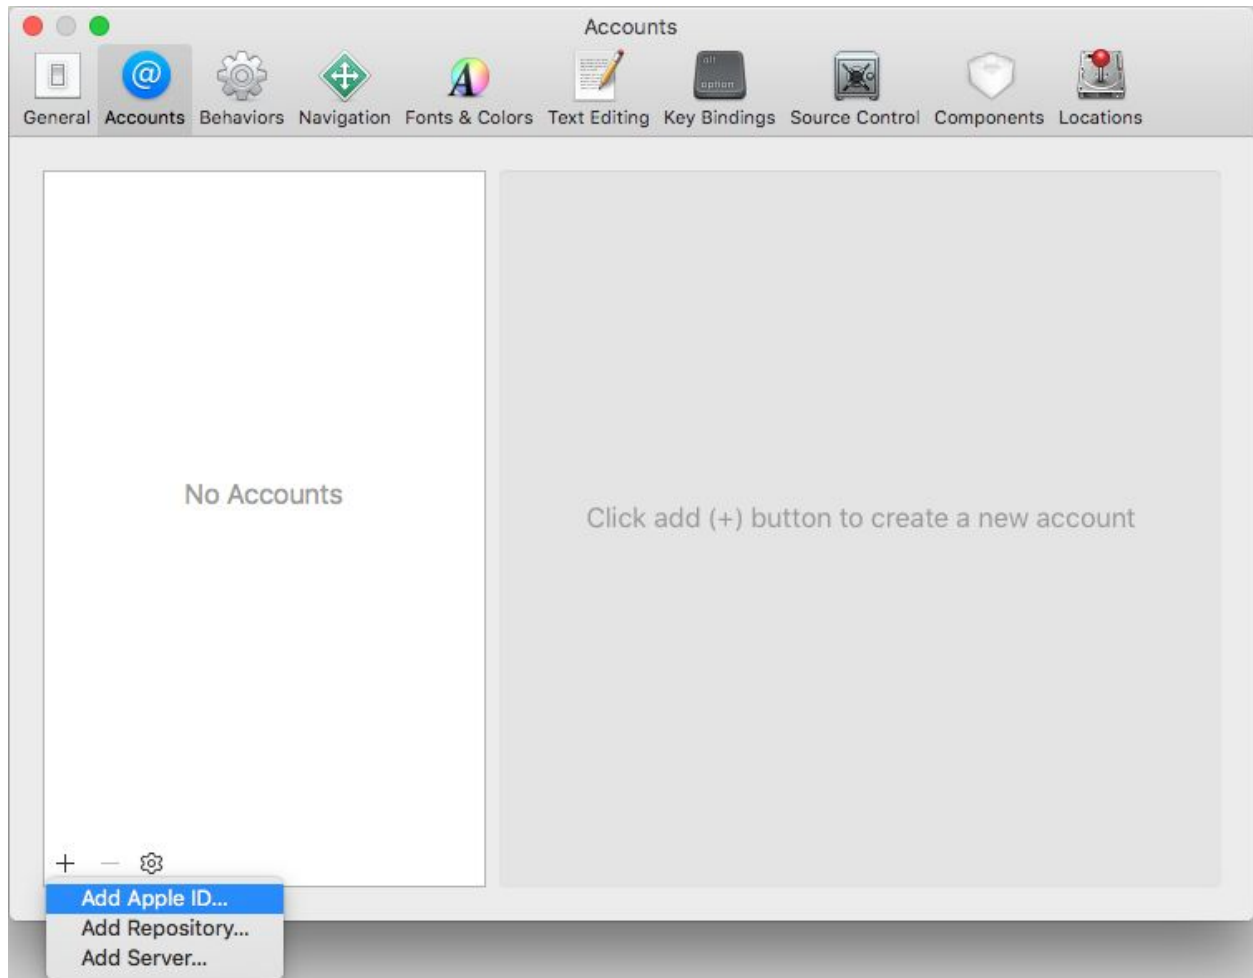 Accounts
General Accounts Behaviors Navigation Fonts & Colors Text Editing Key Bindings Source Control Components Locations
No Accounts
Click add (+) button to create a new account
Add Apple ID...
Add Repository...
Add Server...